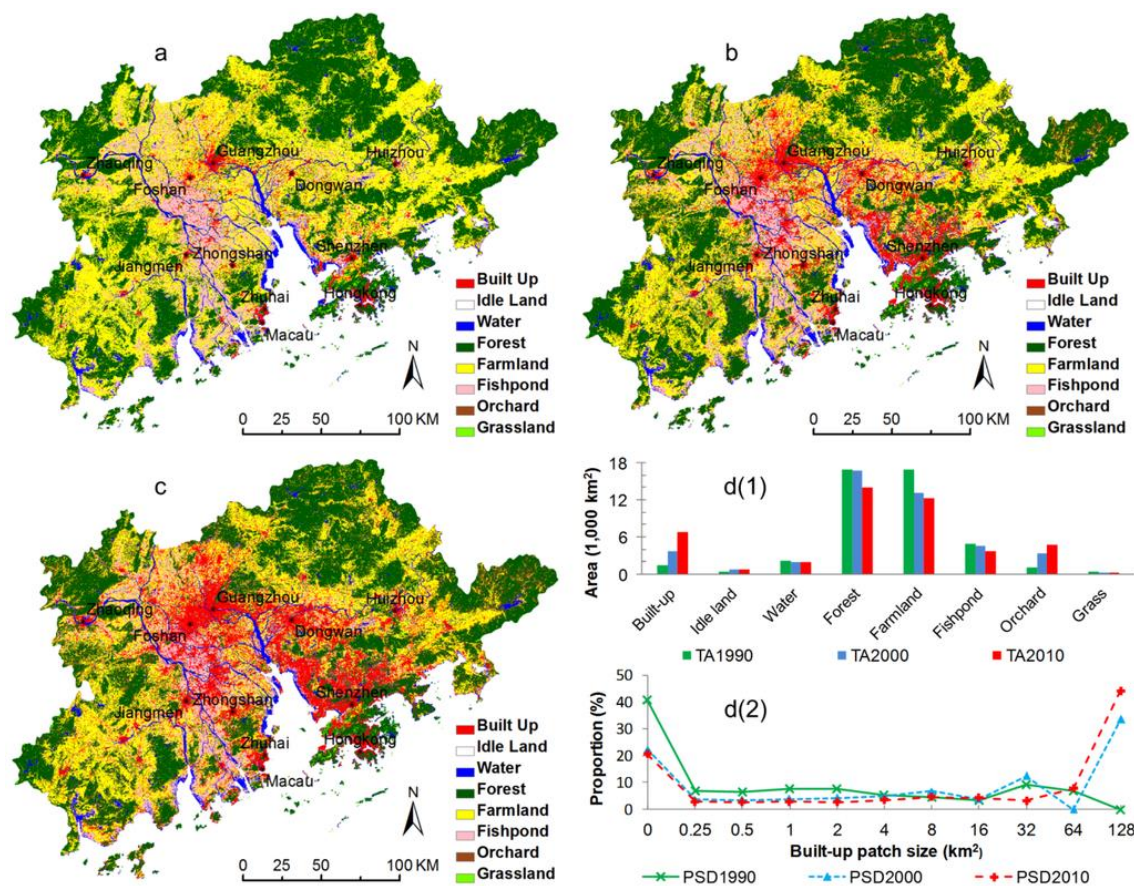 a
Zhaoqing
Guangzhou
Huizhou
Foshan
Dongwan
Zhongshan
Shenzhen
Jiangmen
Zhuhai
Hongkong
Macau
Built Up
Idle Land
Water
Forest
Farmland
Fishpond
Orchard
Grassland
N
0 25 50 100 KM
b
Zhaoqing
Guangzhou
Huizhou
Foshan
Dongwan
Zhongshan
Shenzhen
Jiangmen
Zhuhai
Hongkong
Macau
Built Up
Idle Land
Water
Forest
Farmland
Fishpond
Orchard
Grassland
N
0 25 50 100 KM
c
Zhaoqing
Guangzhou
Huizhou
Foshan
Dongwan
Zhongshan
Shenzhen
Jiangmen
Zhuhai
Hongkong
Macau
Built Up
Idle Land
Water
Forest
Farmland
Fishpond
Orchard
Grassland
N
0 25 50 100 KM
d(1)
Area (1,000 km²)
18
12
6
0
Built-up Idle land Water Forest Farmland Fishpond Orchard Grass
TA1990 TA2000 TA2010
d(2)
Proportion (%)
50
40
30
20
10
0
0 0.25 0.5 1 2 4 8 16 32 64 128
Built-up patch size (km²)
PSD1990 PSD2000 PSD2010